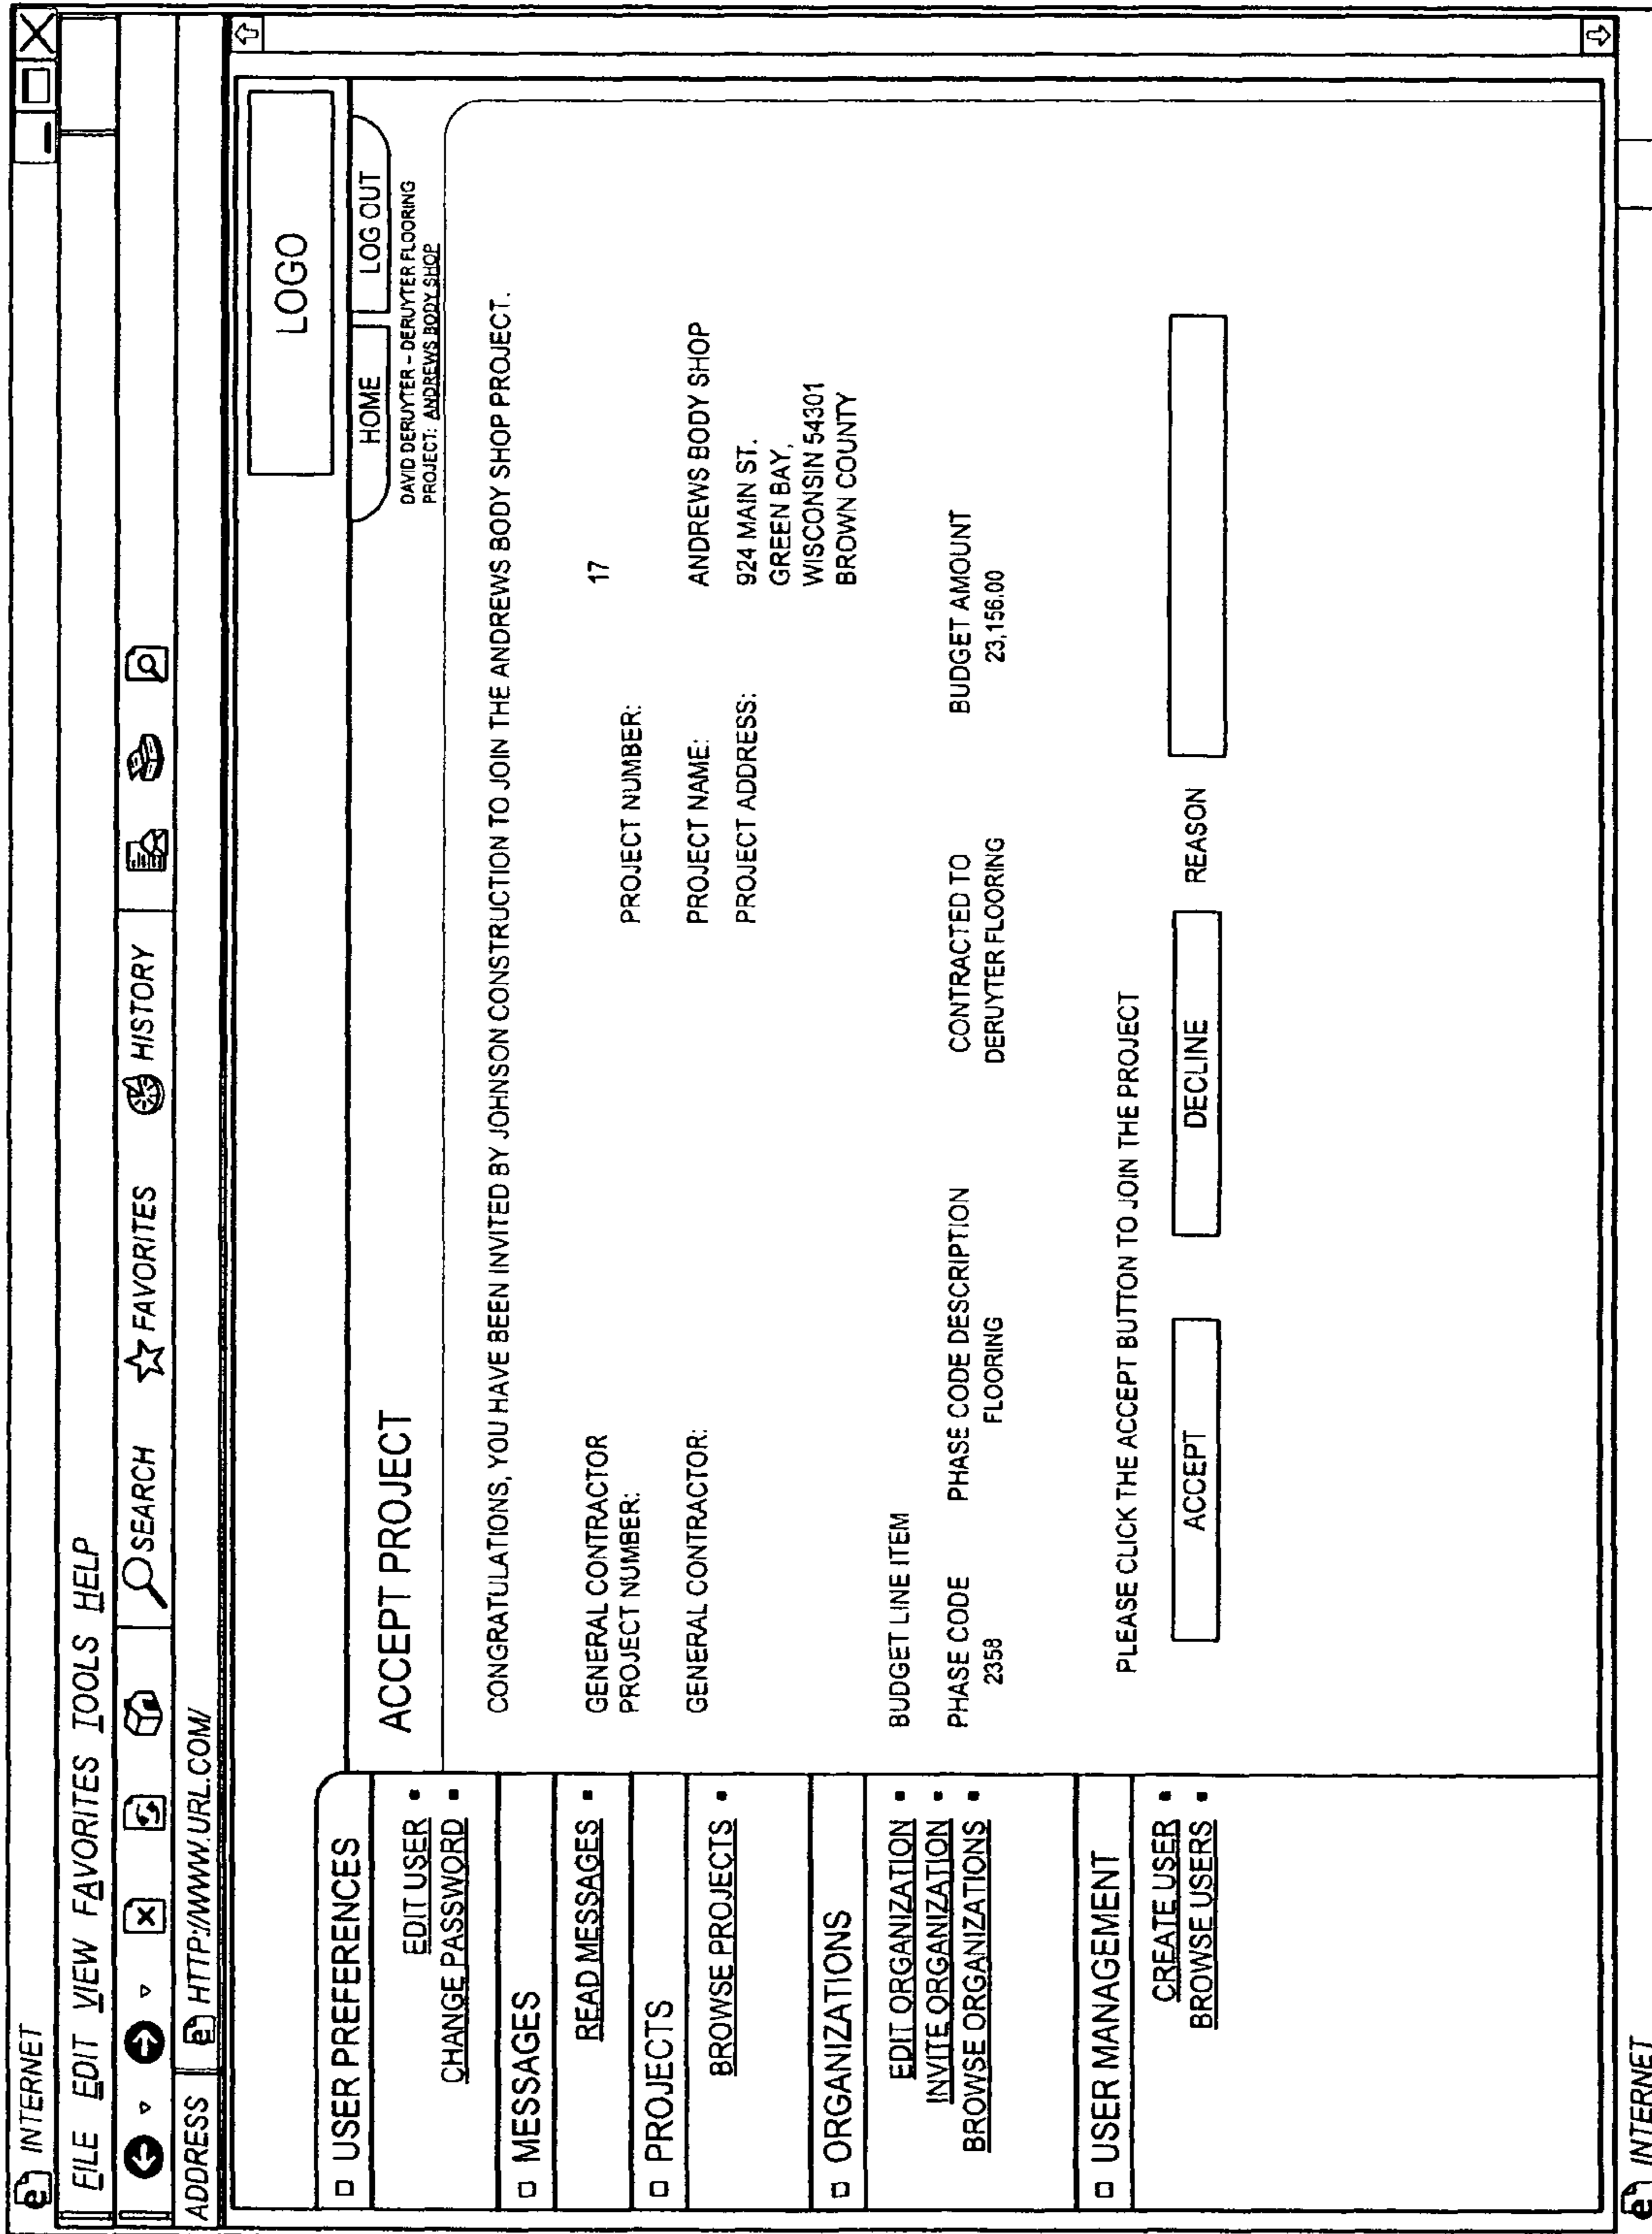 INTERNET
FILE EDIT VIEW FAVORITES TOOLS HELP
SEARCH FAVORITES HISTORY
ADDRESS HTTP://WWW.URL.COM/
LOGO
HOME LOG OUT
DAVID DERUYTER – DERUYTER FLOORING
PROJECT: ANDREWS BODY SHOP
USER PREFERENCES
EDIT USER
CHANGE PASSWORD
MESSAGES
READ MESSAGES
PROJECTS
BROWSE PROJECTS
ORGANIZATIONS
EDIT ORGANIZATION
INVITE ORGANIZATION
BROWSE ORGANIZATIONS
USER MANAGEMENT
CREATE USER
BROWSE USERS
ACCEPT PROJECT
CONGRATULATIONS, YOU HAVE BEEN INVITED BY JOHNSON CONSTRUCTION TO JOIN THE ANDREWS BODY SHOP PROJECT.
GENERAL CONTRACTOR 17
PROJECT NUMBER: PROJECT NUMBER:
GENERAL CONTRACTOR: PROJECT NAME: ANDREWS BODY SHOP
PROJECT ADDRESS: 924 MAIN ST.
GREEN BAY,
WISCONSIN 54301
BROWN COUNTY
BUDGET LINE ITEM
PHASE CODE PHASE CODE DESCRIPTION CONTRACTED TO BUDGET AMOUNT
2358 FLOORING DERUYTER FLOORING 23,156.00
PLEASE CLICK THE ACCEPT BUTTON TO JOIN THE PROJECT
ACCEPT DECLINE REASON
INTERNET